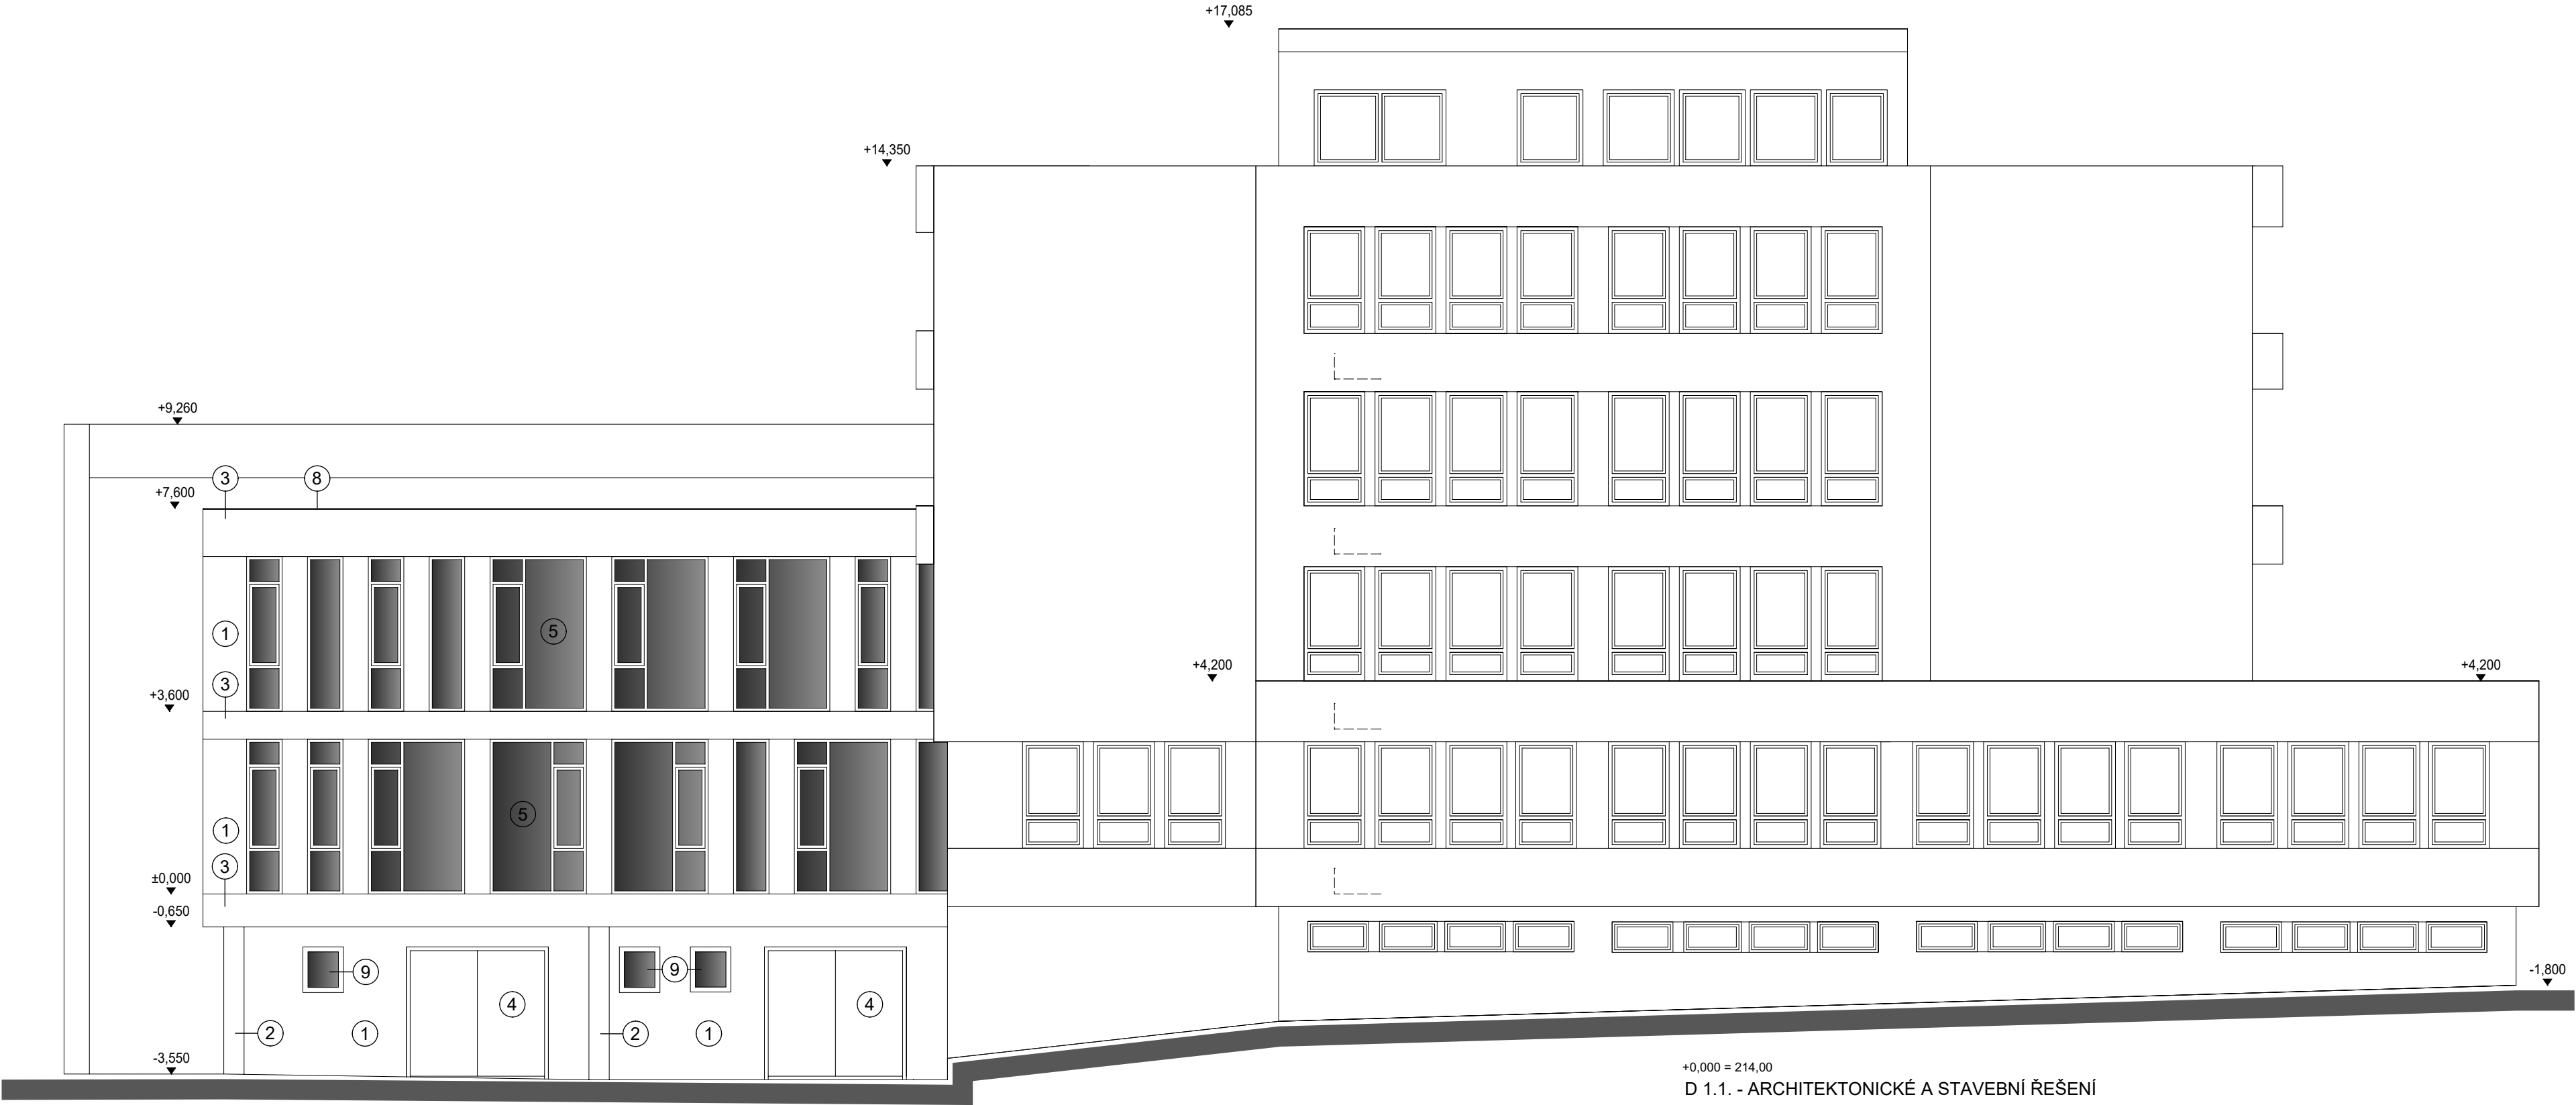 +17,085
+14,350
+9,260
3 8
+7,600
1 5
3 +4,200 +4,200
+3,600
5
1
3
±0,000
-0,650
9 9 -1,800
4 4
2 1 2 1
-3,550
+0,000 = 214,00
D 1.1. - ARCHITEKTONICKÉ A STAVEBNÍ ŘEŠENÍ